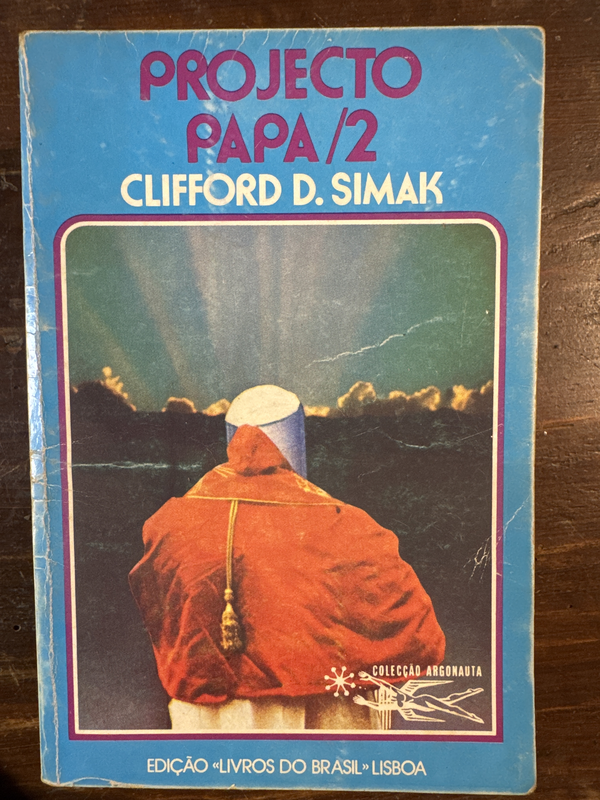 PROJECTO
PAPA/2
CLIFFORD D. SIMAK
COLECÇÃO ARGONAUTA
EDIÇÃO «LIVROS DO BRASIL» LISBOA